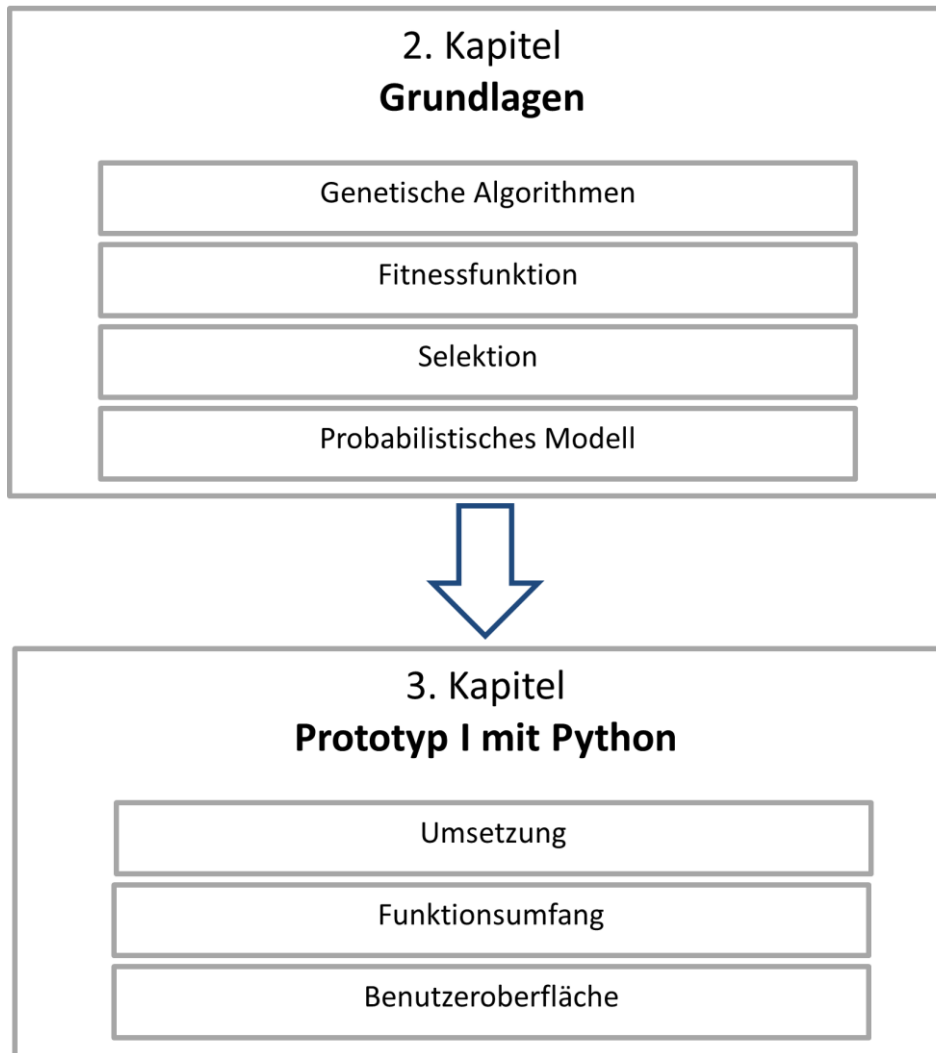 2. Kapitel
Grundlagen
Genetische Algorithmen
Fitnessfunktion
Selektion
Probabilistisches Modell
3. Kapitel
Prototyp I mit Python
Umsetzung
Funktionsumfang
Benutzeroberfläche